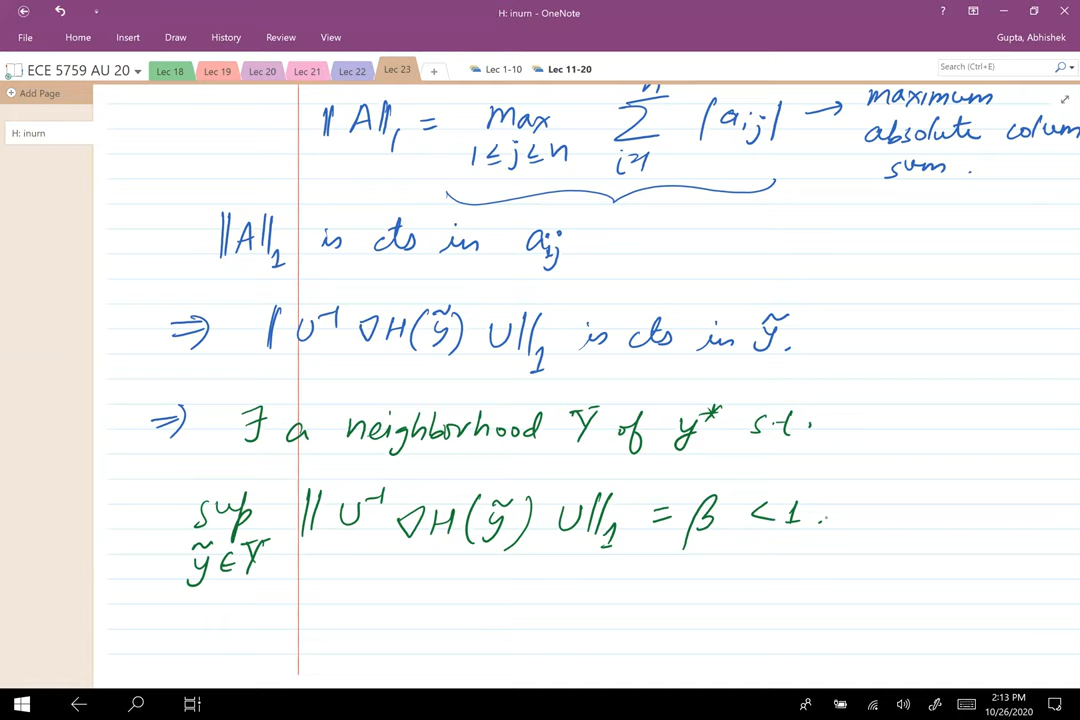 H: inurn - OneNote
Gupta, Abhishek
File Home Insert Draw History Review View
ECE 5759 AU 20 Lec 18 Lec 19 Lec 20 Lec 21 Lec 22 Lec 23 + Lec 1-10 Lec 11-20 Search (Ctrl+E)
Add Page
H: inurn
‖A‖₁ = max 1≤j≤n Σ i=1 |aij| → maximum
absolute column
sum.
‖A‖₁ is cts in aij
⇒ ‖U⁻¹ ∇H(ỹ) U‖₁ is cts in ỹ.
⇒ ∃ a neighborhood Y of y* s.t.
sup ỹ∈Y ‖U⁻¹ ∇H(ỹ) U‖₁ = β < 1.
2:13 PM
10/26/2020